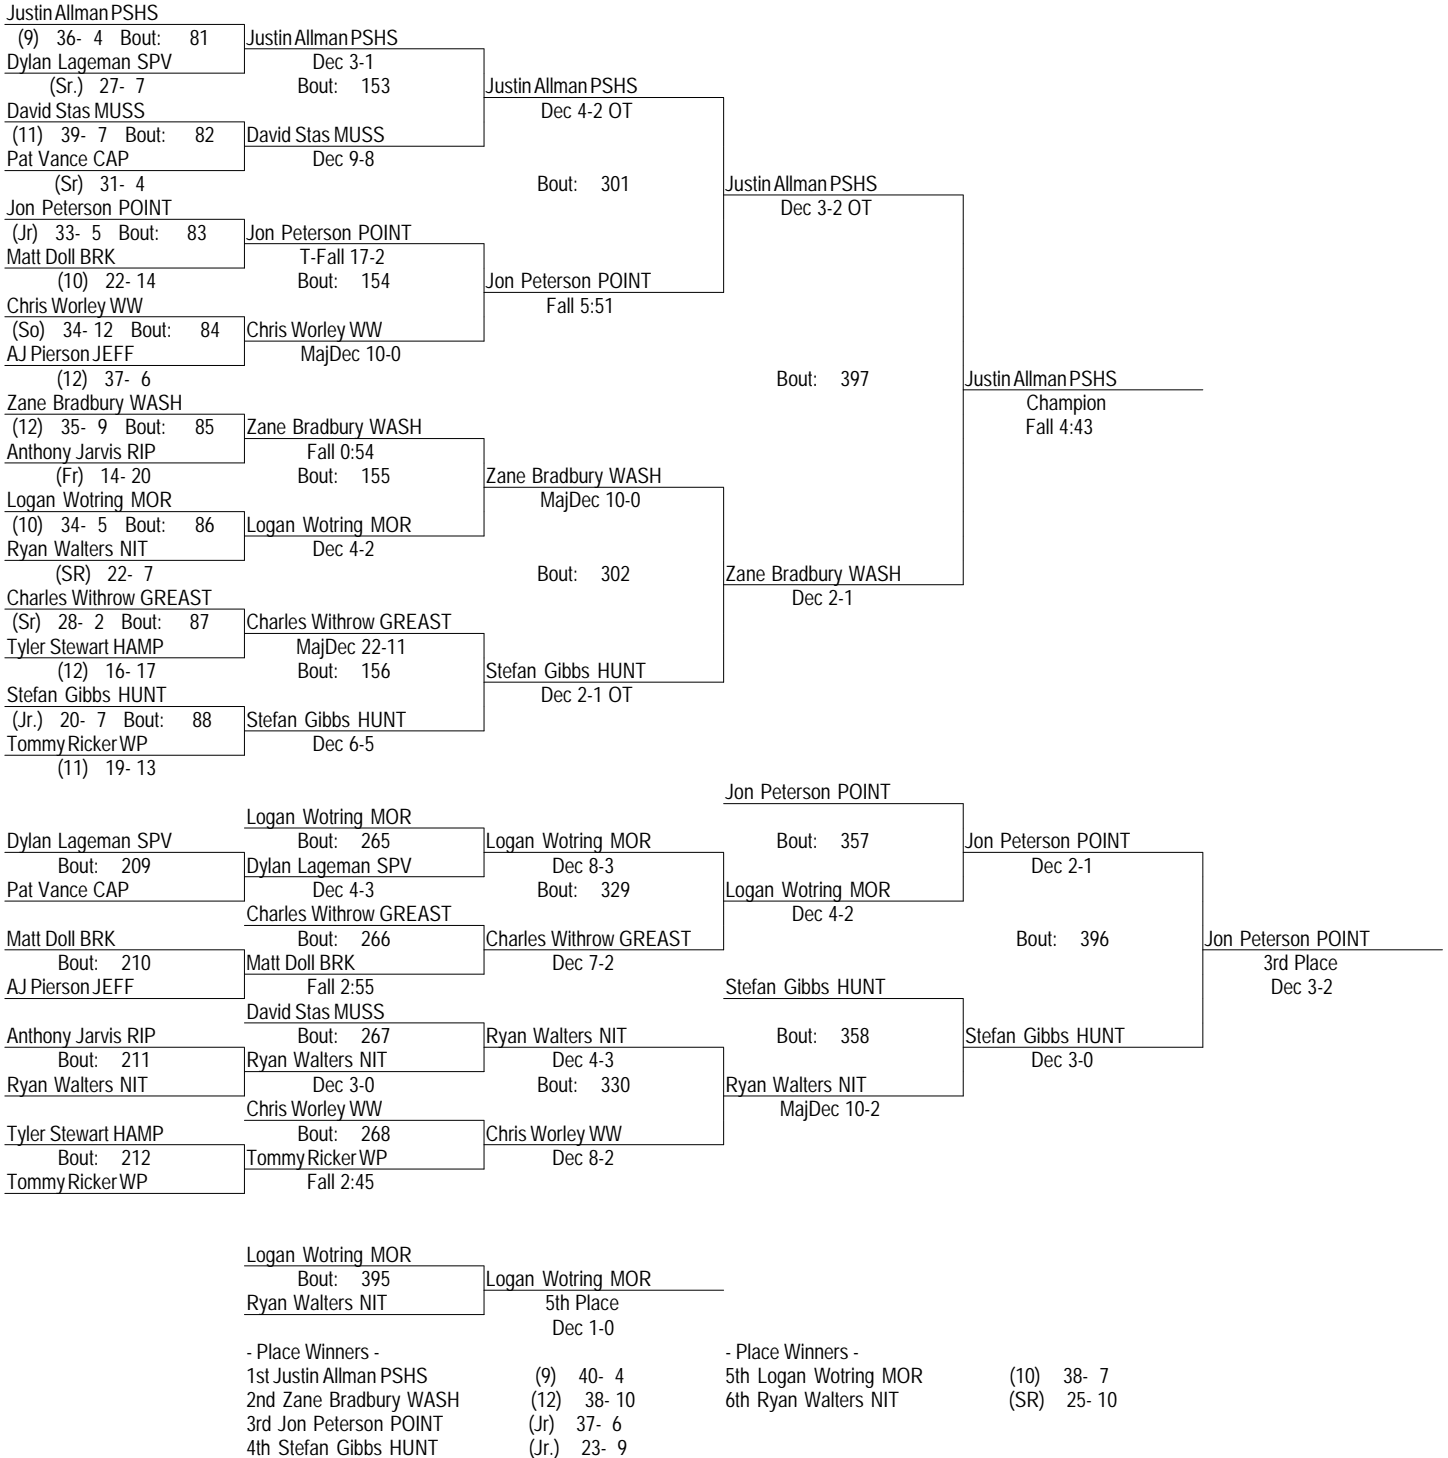 Justin Allman PSHS
(9) 36- 4 Bout: 81
Dylan Lageman SPV
(Sr.) 27- 7
David Stas MUSS
(11) 39- 7 Bout: 82
Pat Vance CAP
(Sr) 31- 4
Jon Peterson POINT
(Jr) 33- 5 Bout: 83
Matt Doll BRK
(10) 22- 14
Chris Worley WW
(So) 34- 12 Bout: 84
AJ Pierson JEFF
(12) 37- 6
Zane Bradbury WASH
(12) 35- 9 Bout: 85
Anthony Jarvis RIP
(Fr) 14- 20
Logan Wotring MOR
(10) 34- 5 Bout: 86
Ryan Walters NIT
(SR) 22- 7
Charles Withrow GREAST
(Sr) 28- 2 Bout: 87
Tyler Stewart HAMP
(12) 16- 17
Stefan Gibbs HUNT
(Jr.) 20- 7 Bout: 88
Tommy Ricker WP
(11) 19- 13
Justin Allman PSHS
Dec 3-1
Bout: 153
David Stas MUSS
Dec 9-8
Jon Peterson POINT
T-Fall 17-2
Bout: 154
Chris Worley WW
MajDec 10-0
Zane Bradbury WASH
Fall 0:54
Bout: 155
Logan Wotring MOR
Dec 4-2
Charles Withrow GREAST
MajDec 22-11
Bout: 156
Stefan Gibbs HUNT
Dec 6-5
Justin Allman PSHS
Dec 4-2 OT
Bout: 301
Jon Peterson POINT
Fall 5:51
Zane Bradbury WASH
MajDec 10-0
Bout: 302
Stefan Gibbs HUNT
Dec 2-1 OT
Justin Allman PSHS
Dec 3-2 OT
Bout: 397
Zane Bradbury WASH
Dec 2-1
Justin Allman PSHS
Champion
Fall 4:43
Dylan Lageman SPV
Bout: 209
Pat Vance CAP
Matt Doll BRK
Bout: 210
AJ Pierson JEFF
Anthony Jarvis RIP
Bout: 211
Ryan Walters NIT
Tyler Stewart HAMP
Bout: 212
Tommy Ricker WP
Logan Wotring MOR
Bout: 265
Dylan Lageman SPV
Dec 4-3
Charles Withrow GREAST
Bout: 266
Matt Doll BRK
Fall 2:55
David Stas MUSS
Bout: 267
Ryan Walters NIT
Dec 3-0
Chris Worley WW
Bout: 268
Tommy Ricker WP
Fall 2:45
Logan Wotring MOR
Dec 8-3
Bout: 329
Charles Withrow GREAST
Dec 7-2
Ryan Walters NIT
Dec 4-3
Bout: 330
Chris Worley WW
Dec 8-2
Jon Peterson POINT
Bout: 357
Logan Wotring MOR
Dec 4-2
Stefan Gibbs HUNT
Bout: 358
Ryan Walters NIT
MajDec 10-2
Jon Peterson POINT
Dec 2-1
Bout: 396
Stefan Gibbs HUNT
Dec 3-0
Jon Peterson POINT
3rd Place
Dec 3-2
Logan Wotring MOR
Bout: 395
Ryan Walters NIT
Logan Wotring MOR
5th Place
Dec 1-0
- Place Winners -
1st Justin Allman PSHS (9) 40- 4
2nd Zane Bradbury WASH (12) 38- 10
3rd Jon Peterson POINT (Jr) 37- 6
4th Stefan Gibbs HUNT (Jr.) 23- 9
- Place Winners -
5th Logan Wotring MOR (10) 38- 7
6th Ryan Walters NIT (SR) 25- 10